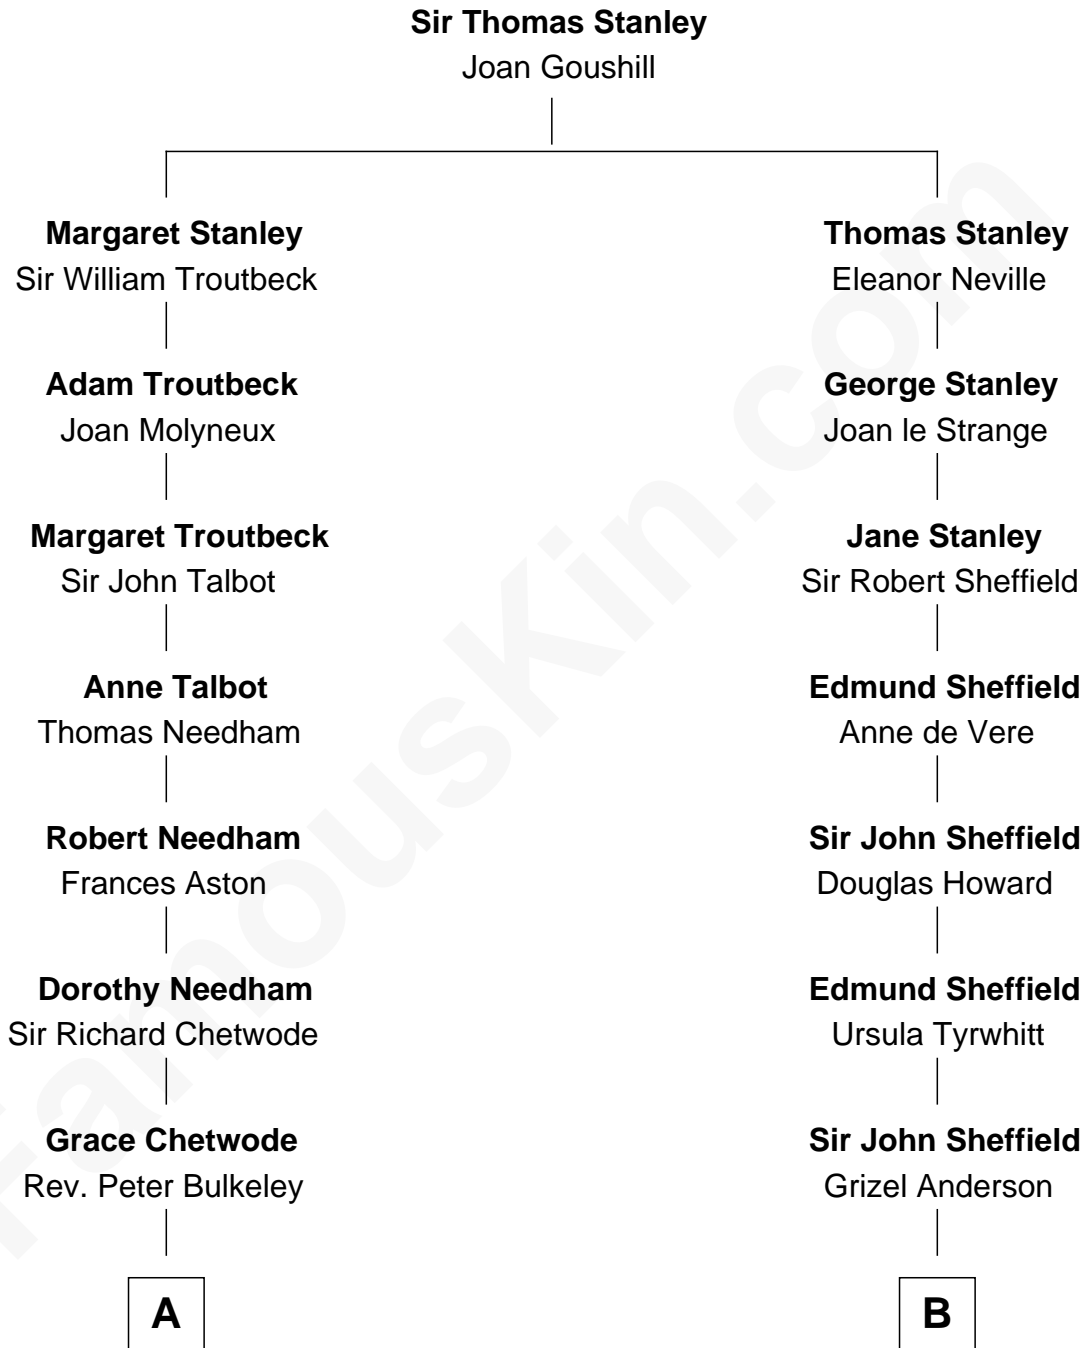 Sir Thomas Stanley
Joan Goushill
Margaret Stanley
Sir William Troutbeck
Thomas Stanley
Eleanor Neville
Adam Troutbeck
Joan Molyneux
George Stanley
Joan le Strange
Margaret Troutbeck
Sir John Talbot
Jane Stanley
Sir Robert Sheffield
Anne Talbot
Thomas Needham
Edmund Sheffield
Anne de Vere
Robert Needham
Frances Aston
Sir John Sheffield
Douglas Howard
Dorothy Needham
Sir Richard Chetwode
Edmund Sheffield
Ursula Tyrwhitt
Grace Chetwode
Rev. Peter Bulkeley
Sir John Sheffield
Grizel Anderson
A
B
FamousKin.com